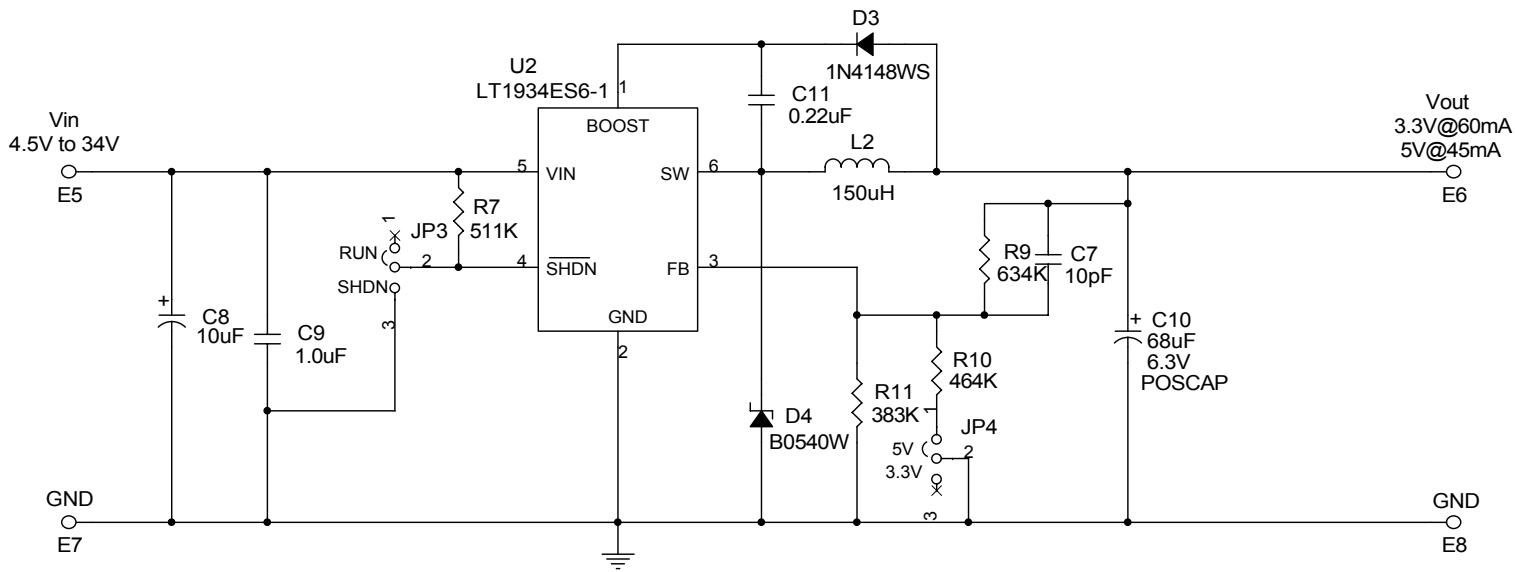 D3
1N4148WS
U2
LT1934ES6-1
1
BOOST
C11
0.22uF
Vin
4.5V to 34V
E5
5
VIN
SW
6
L2
150uH
Vout
3.3V@60mA
5V@45mA
E6
R7
511K
1
JP3
RUN
2
SHDN
3
4
SHDN
FB
3
GND
2
R9
634K
C7
10pF
C8
10uF
+
C9
1.0uF
+
C10
68uF
6.3V
POSCAP
R10
464K
R11
383K
D4
B0540W
1
JP4
5V
2
3.3V
3
GND
E7
GND
E8